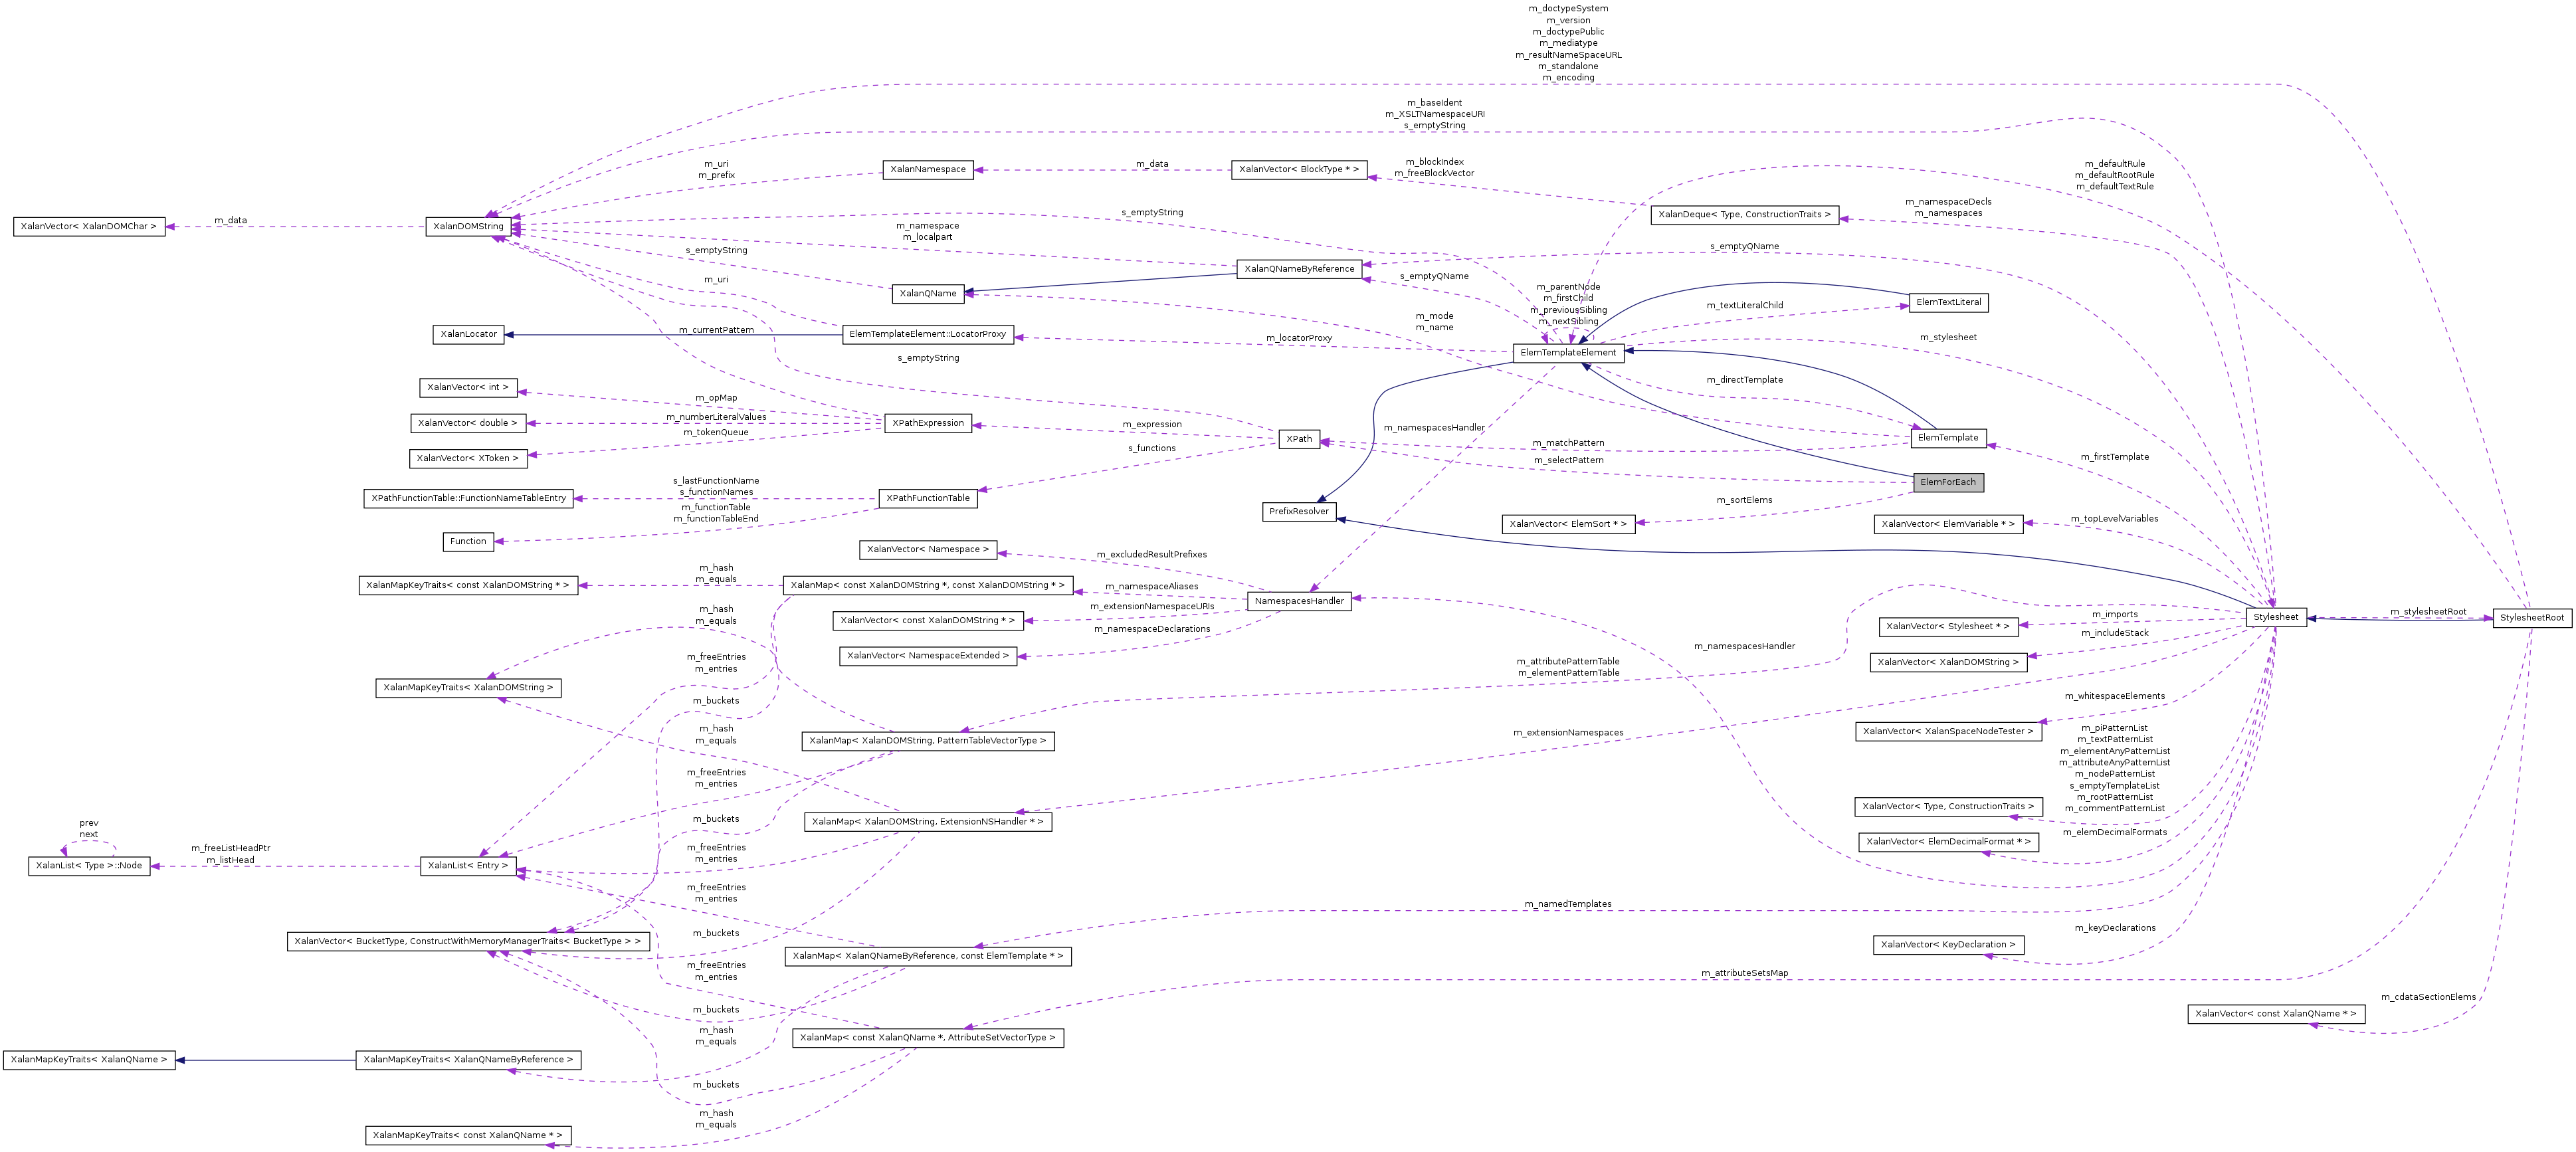 m_doctypeSystem
m_version
m_doctypePublic
m_mediatype
m_resultNameSpaceURL
m_standalone
m_encoding
m_baseIdent
m_XSLTNamespaceURI
s_emptyString
m_uri
m_prefix
XalanNamespace
m_data
XalanVector< BlockType * >
m_blockIndex
m_freeBlockVector
m_defaultRule
m_defaultRootRule
m_defaultTextRule
XalanVector< XalanDOMChar >
m_data
XalanDOMString
s_emptyString
XalanDeque< Type, ConstructionTraits >
m_namespaceDecls
m_namespaces
m_namespace
m_localpart
s_emptyString
s_emptyQName
XalanQNameByReference
s_emptyQName
m_uri
XalanQName
m_parentNode
m_firstChild
m_previousSibling
m_nextSibling
m_textLiteralChild
ElemTextLiteral
m_mode
m_name
XalanLocator
m_currentPattern
ElemTemplateElement::LocatorProxy
m_locatorProxy
m_stylesheet
ElemTemplateElement
s_emptyString
m_directTemplate
XalanVector< int >
m_opMap
m_numberLiteralValues
m_tokenQueue
XalanVector< double >
XPathExpression
m_expression
m_namespacesHandler
XPath
m_matchPattern
ElemTemplate
s_functions
m_selectPattern
m_firstTemplate
XalanVector< XToken >
s_lastFunctionName
s_functionNames
ElemForEach
XPathFunctionTable::FunctionNameTableEntry
XPathFunctionTable
m_sortElems
m_functionTable
m_functionTableEnd
PrefixResolver
XalanVector< ElemSort * >
XalanVector< ElemVariable * >
m_topLevelVariables
Function
XalanVector< Namespace >
m_excludedResultPrefixes
m_hash
m_equals
XalanMapKeyTraits< const XalanDOMString * >
XalanMap< const XalanDOMString *, const XalanDOMString * >
m_namespaceAliases
NamespacesHandler
m_extensionNamespaceURIs
m_hash
m_equals
XalanVector< const XalanDOMString * >
m_namespaceDeclarations
XalanVector< Stylesheet * >
m_imports
Stylesheet
m_stylesheetRoot
StylesheetRoot
m_includeStack
m_freeEntries
m_entries
XalanVector< NamespaceExtended >
m_attributePatternTable
m_elementPatternTable
m_namespacesHandler
XalanVector< XalanDOMString >
XalanMapKeyTraits< XalanDOMString >
m_buckets
m_whitespaceElements
m_hash
m_equals
XalanMap< XalanDOMString, PatternTableVectorType >
m_extensionNamespaces
XalanVector< XalanSpaceNodeTester >
m_piPatternList
m_textPatternList
m_elementAnyPatternList
m_attributeAnyPatternList
m_nodePatternList
s_emptyTemplateList
m_rootPatternList
m_commentPatternList
m_freeEntries
m_entries
XalanVector< Type, ConstructionTraits >
m_buckets
XalanMap< XalanDOMString, ExtensionNSHandler * >
prev
next
m_elemDecimalFormats
XalanVector< ElemDecimalFormat * >
m_freeListHeadPtr
m_listHead
m_freeEntries
m_entries
XalanList< Type >::Node
XalanList< Entry >
m_freeEntries
m_entries
m_namedTemplates
m_buckets
m_keyDeclarations
XalanVector< BucketType, ConstructWithMemoryManagerTraits< BucketType > >
XalanVector< KeyDeclaration >
XalanMap< XalanQNameByReference, const ElemTemplate * >
m_freeEntries
m_entries
m_attributeSetsMap
m_cdataSectionElems
m_buckets
XalanVector< const XalanQName * >
m_hash
m_equals
XalanMap< const XalanQName *, AttributeSetVectorType >
XalanMapKeyTraits< XalanQName >
XalanMapKeyTraits< XalanQNameByReference >
m_buckets
m_hash
m_equals
XalanMapKeyTraits< const XalanQName * >